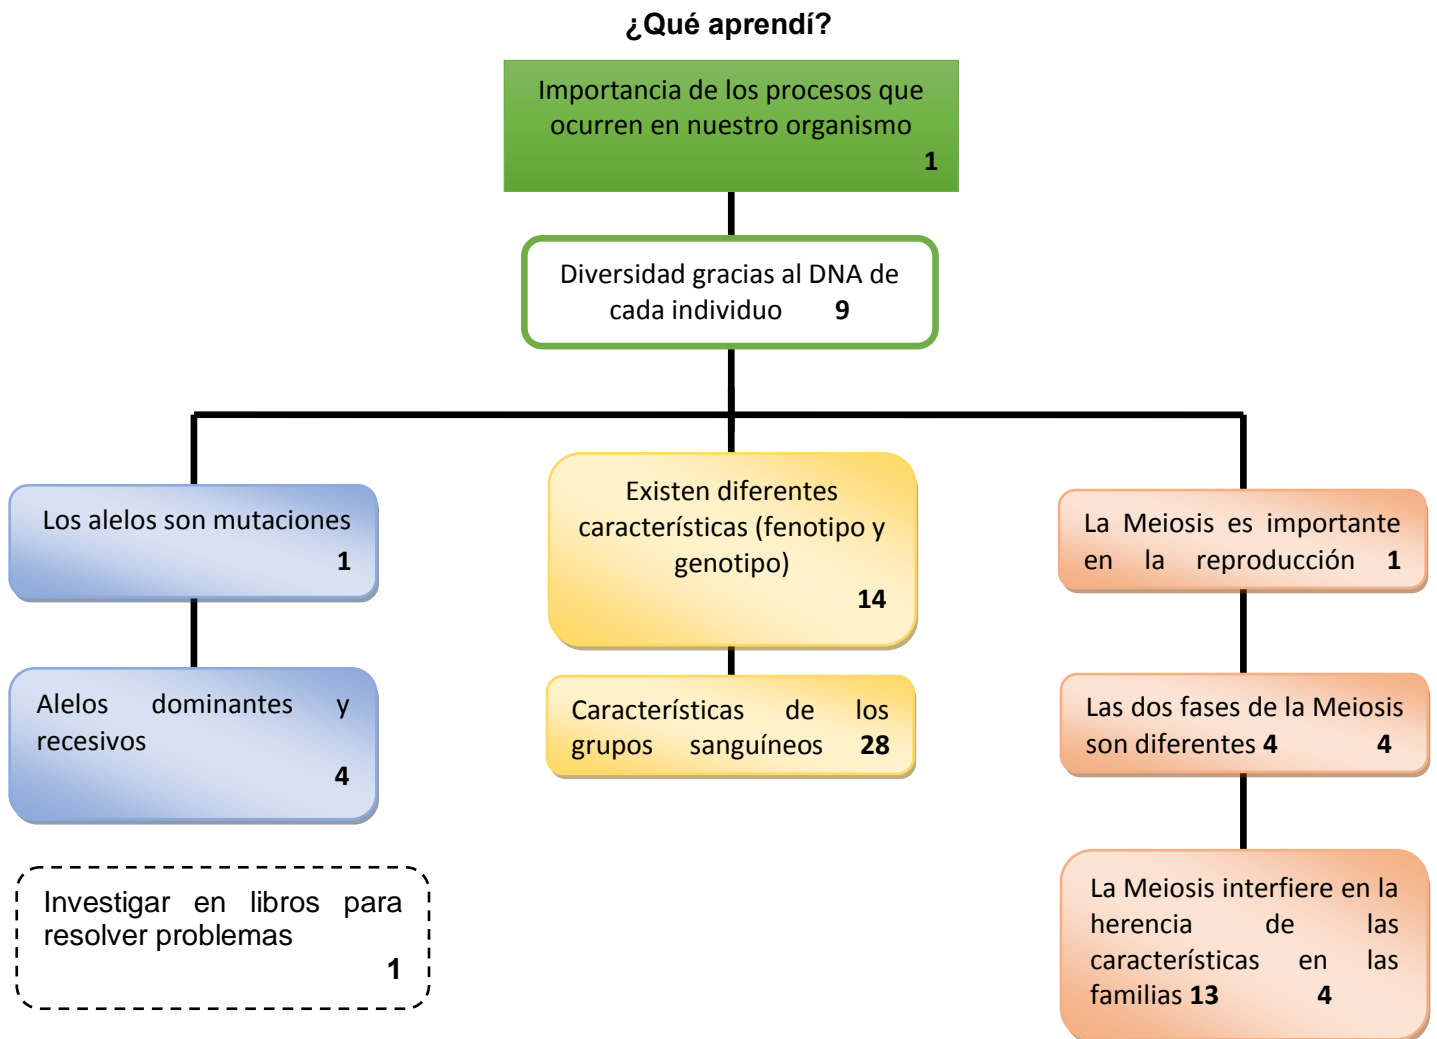 ¿Qué aprendí?
Importancia de los procesos que
ocurren en nuestro organismo
1
Diversidad gracias al DNA de
cada individuo 9
Los alelos son mutaciones
1
Alelos dominantes y
recesivos
4
Investigar en libros para
resolver problemas
1
Existen diferentes
características (fenotipo y
genotipo)
14
Características de los
grupos sanguíneos 28
La Meiosis es importante
en la reproducción 1
Las dos fases de la Meiosis
son diferentes 4 4
La Meiosis interfiere en la
herencia de las
características en las
familias 13 4